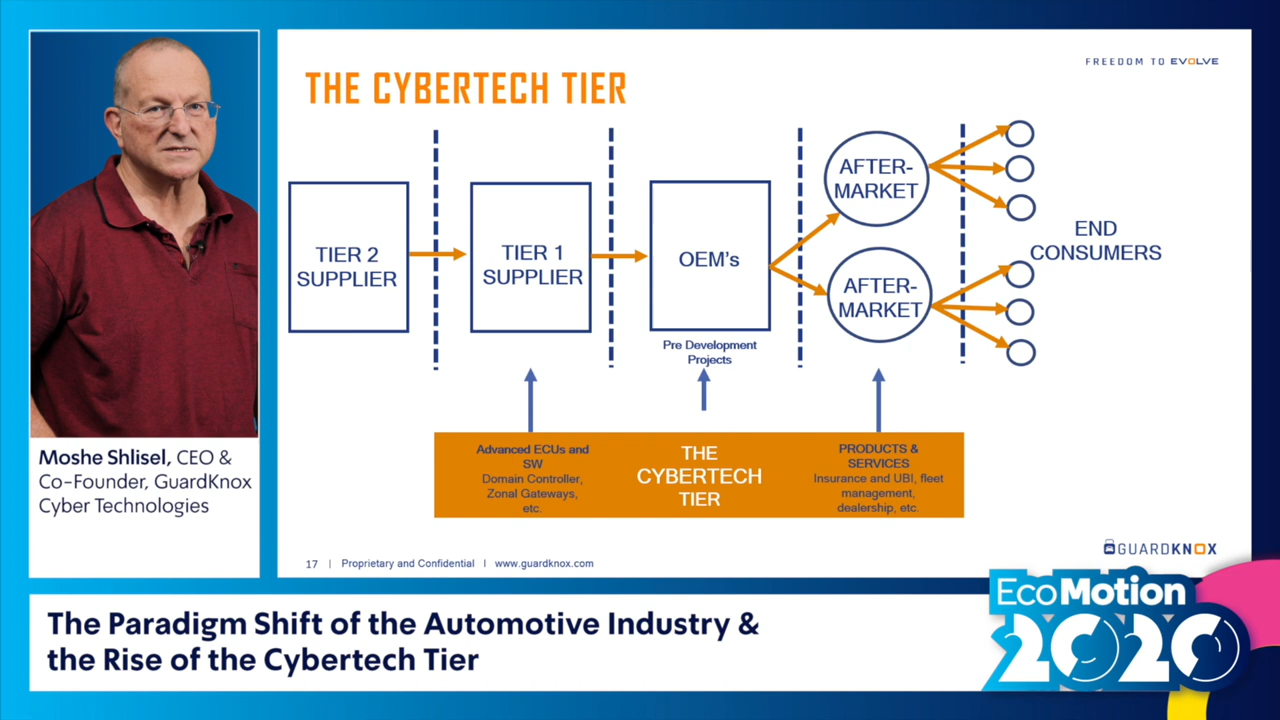 FREEDOM TO EVOLVE
THE CYBERTECH TIER
TIER 2
SUPPLIER
TIER 1
SUPPLIER
OEM's
Pre Development
Projects
AFTER-
MARKET
AFTER-
MARKET
END
CONSUMERS
Advanced ECUs and
SW
Domain Controller,
Zonal Gateways,
etc.
THE
CYBERTECH
TIER
PRODUCTS &
SERVICES
Insurance and UBI, fleet
management,
dealership, etc.
17 | Proprietary and Confidential | www.guardknox.com
GUARDKNOX
Moshe Shlisel, CEO &
Co-Founder, GuardKnox
Cyber Technologies
The Paradigm Shift of the Automotive Industry &
the Rise of the Cybertech Tier
EcoMotion
2020